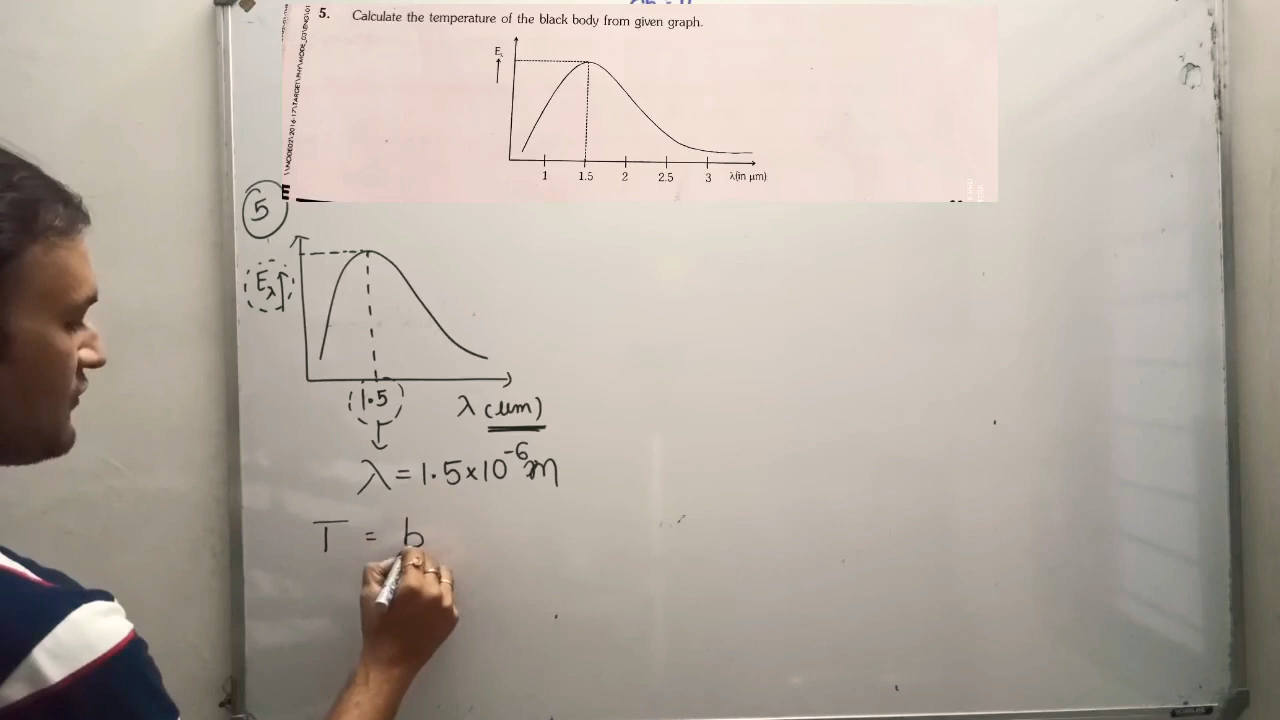 5. Calculate the temperature of the black body from given graph.
Eλ
1 1.5 2 2.5 3 λ(in μm)
5
Eλ
1.5 λ (μm)
λ = 1.5×10⁻⁶m
T = b